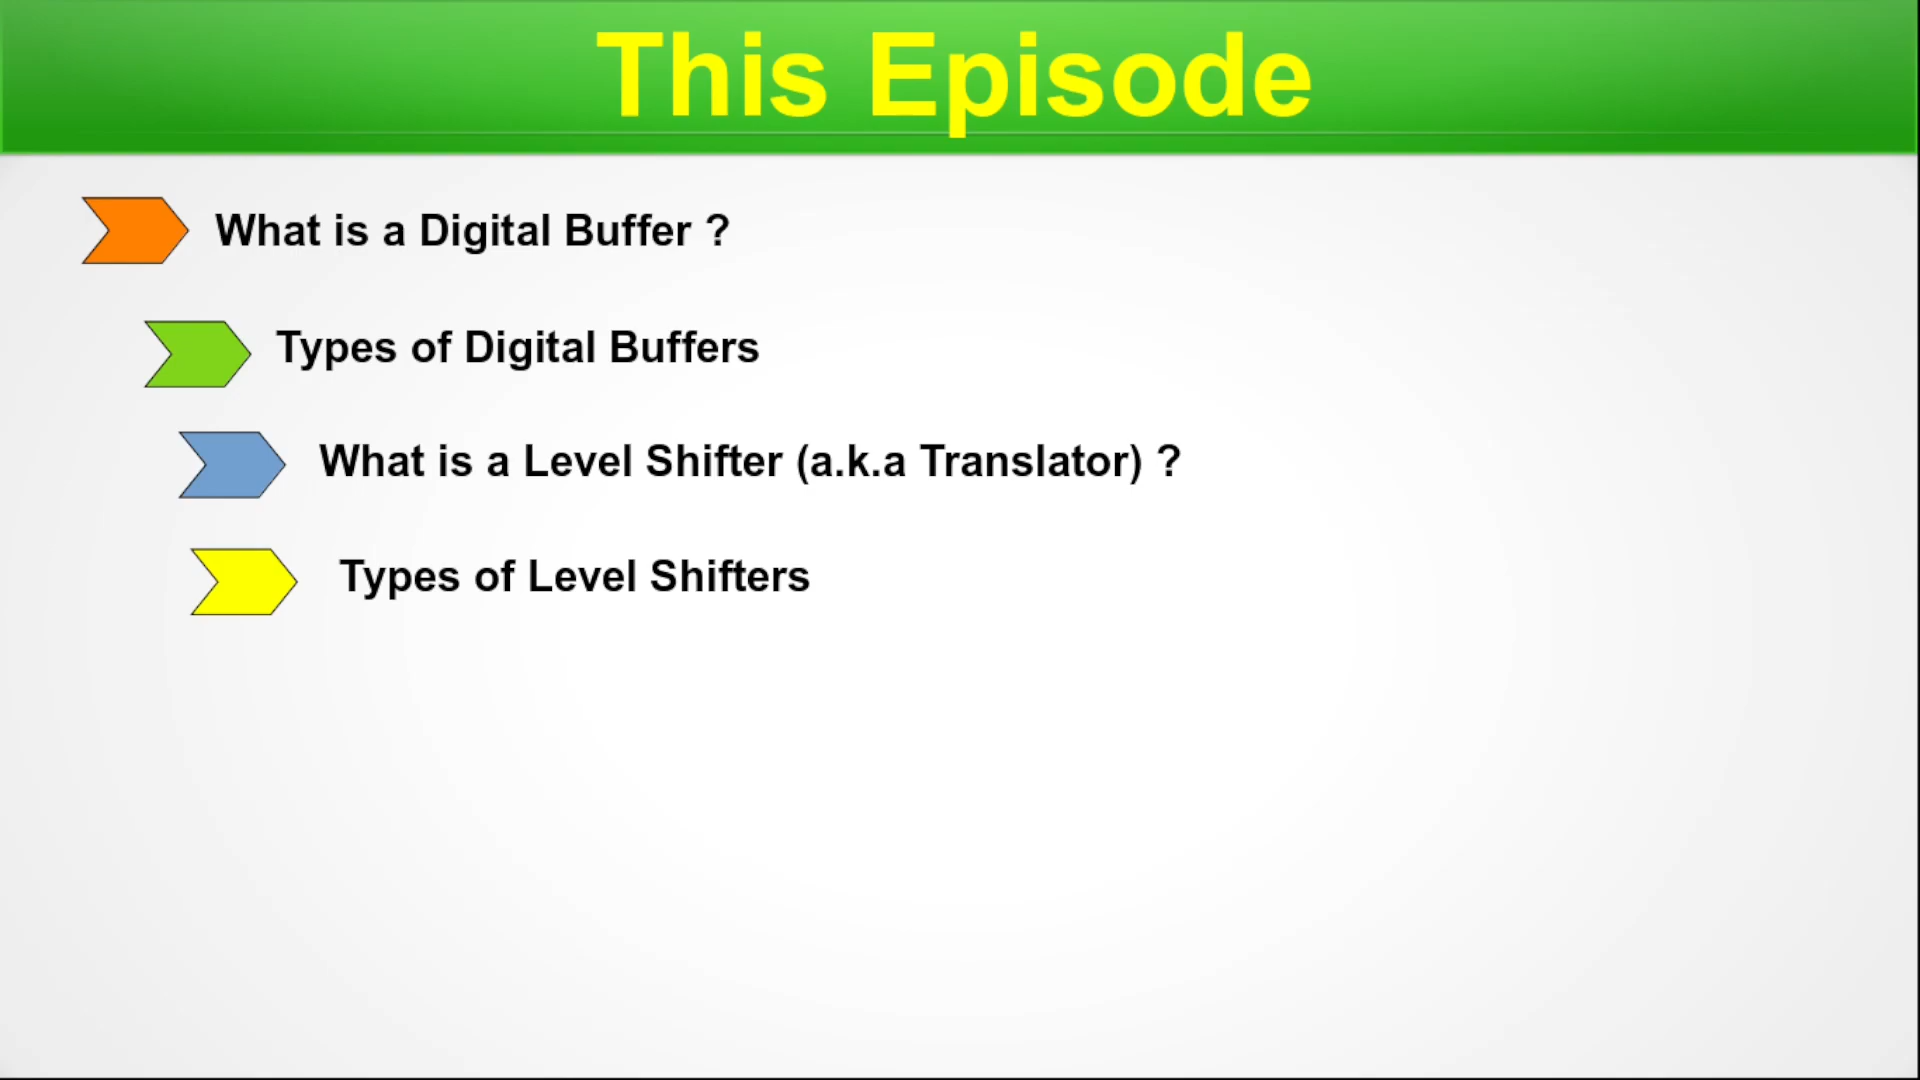 This Episode
What is a Digital Buffer ?
Types of Digital Buffers
What is a Level Shifter (a.k.a Translator) ?
Types of Level Shifters